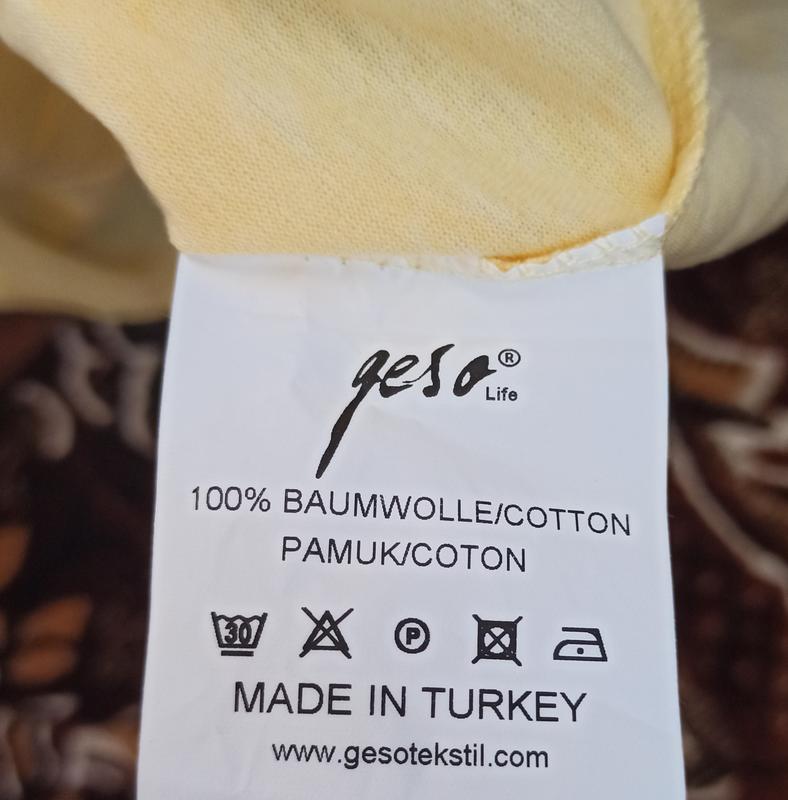 geso®
Life
100% BAUMWOLLE/COTTON
PAMUK/COTON
30 P
MADE IN TURKEY
www.gesotekstil.com